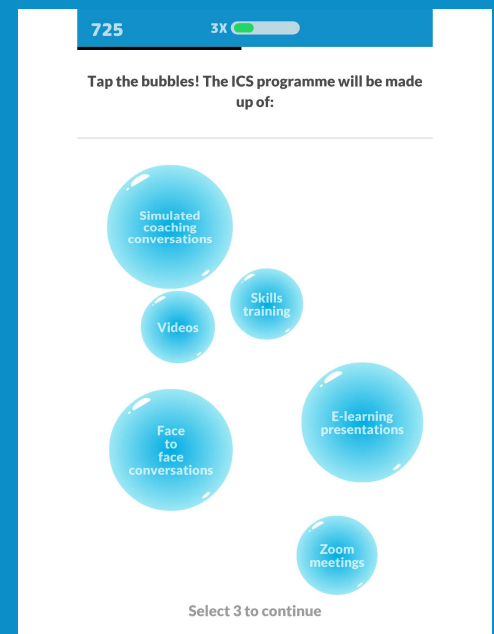 725
3X
Tap the bubbles! The ICS programme will be made
up of:
Simulated
coaching
conversations
Skills
training
Videos
E-learning
presentations
Face
to
face
conversations
Zoom
meetings
Select 3 to continue